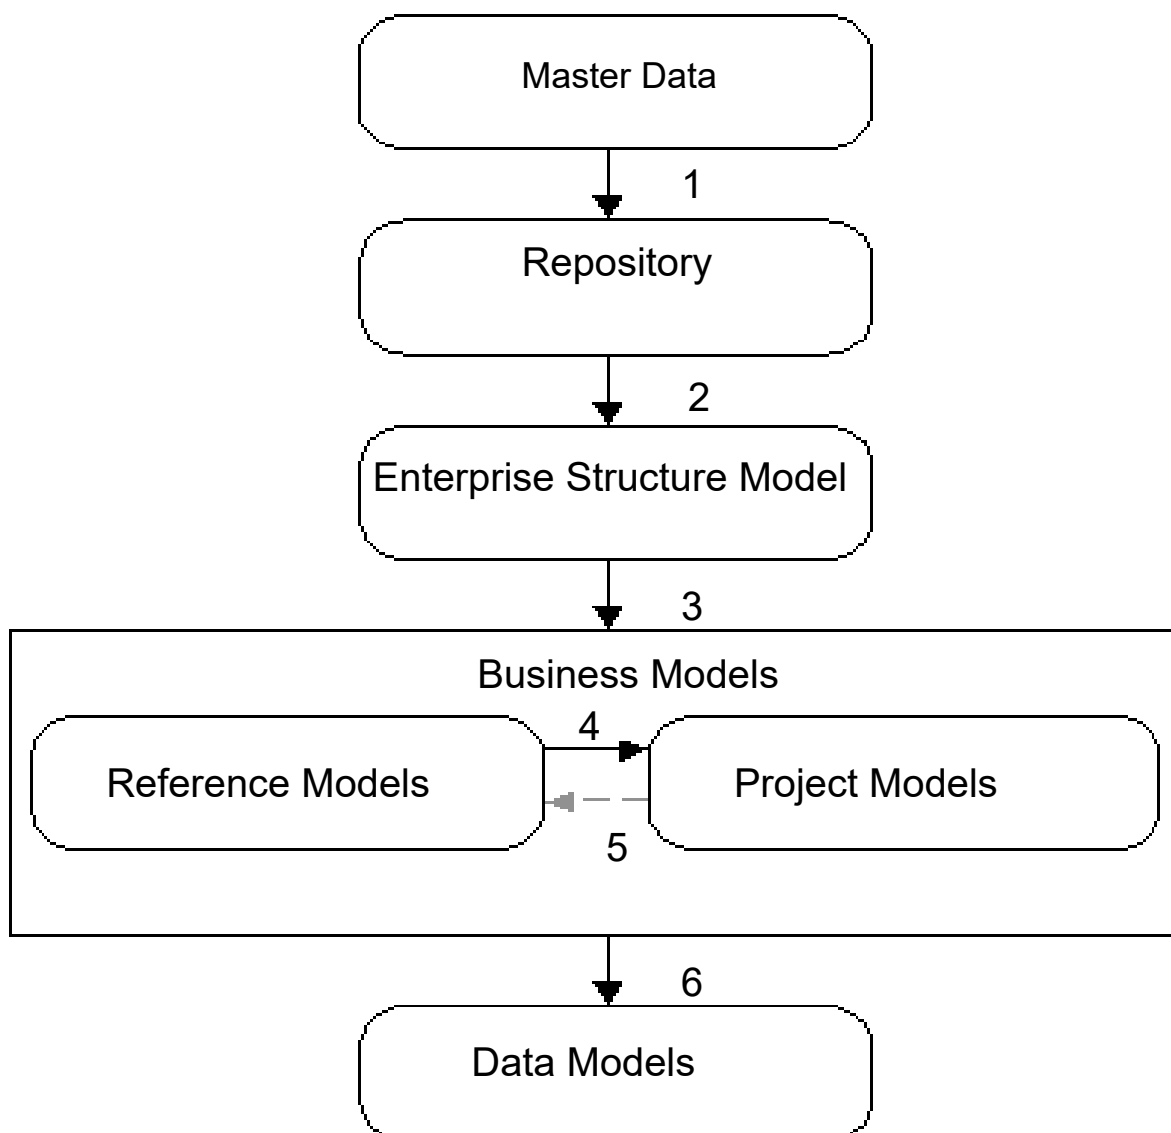 Master Data
1
Repository
2
Enterprise Structure Model
3
Business Models
4
Reference Models
Project Models
5
6
Data Models